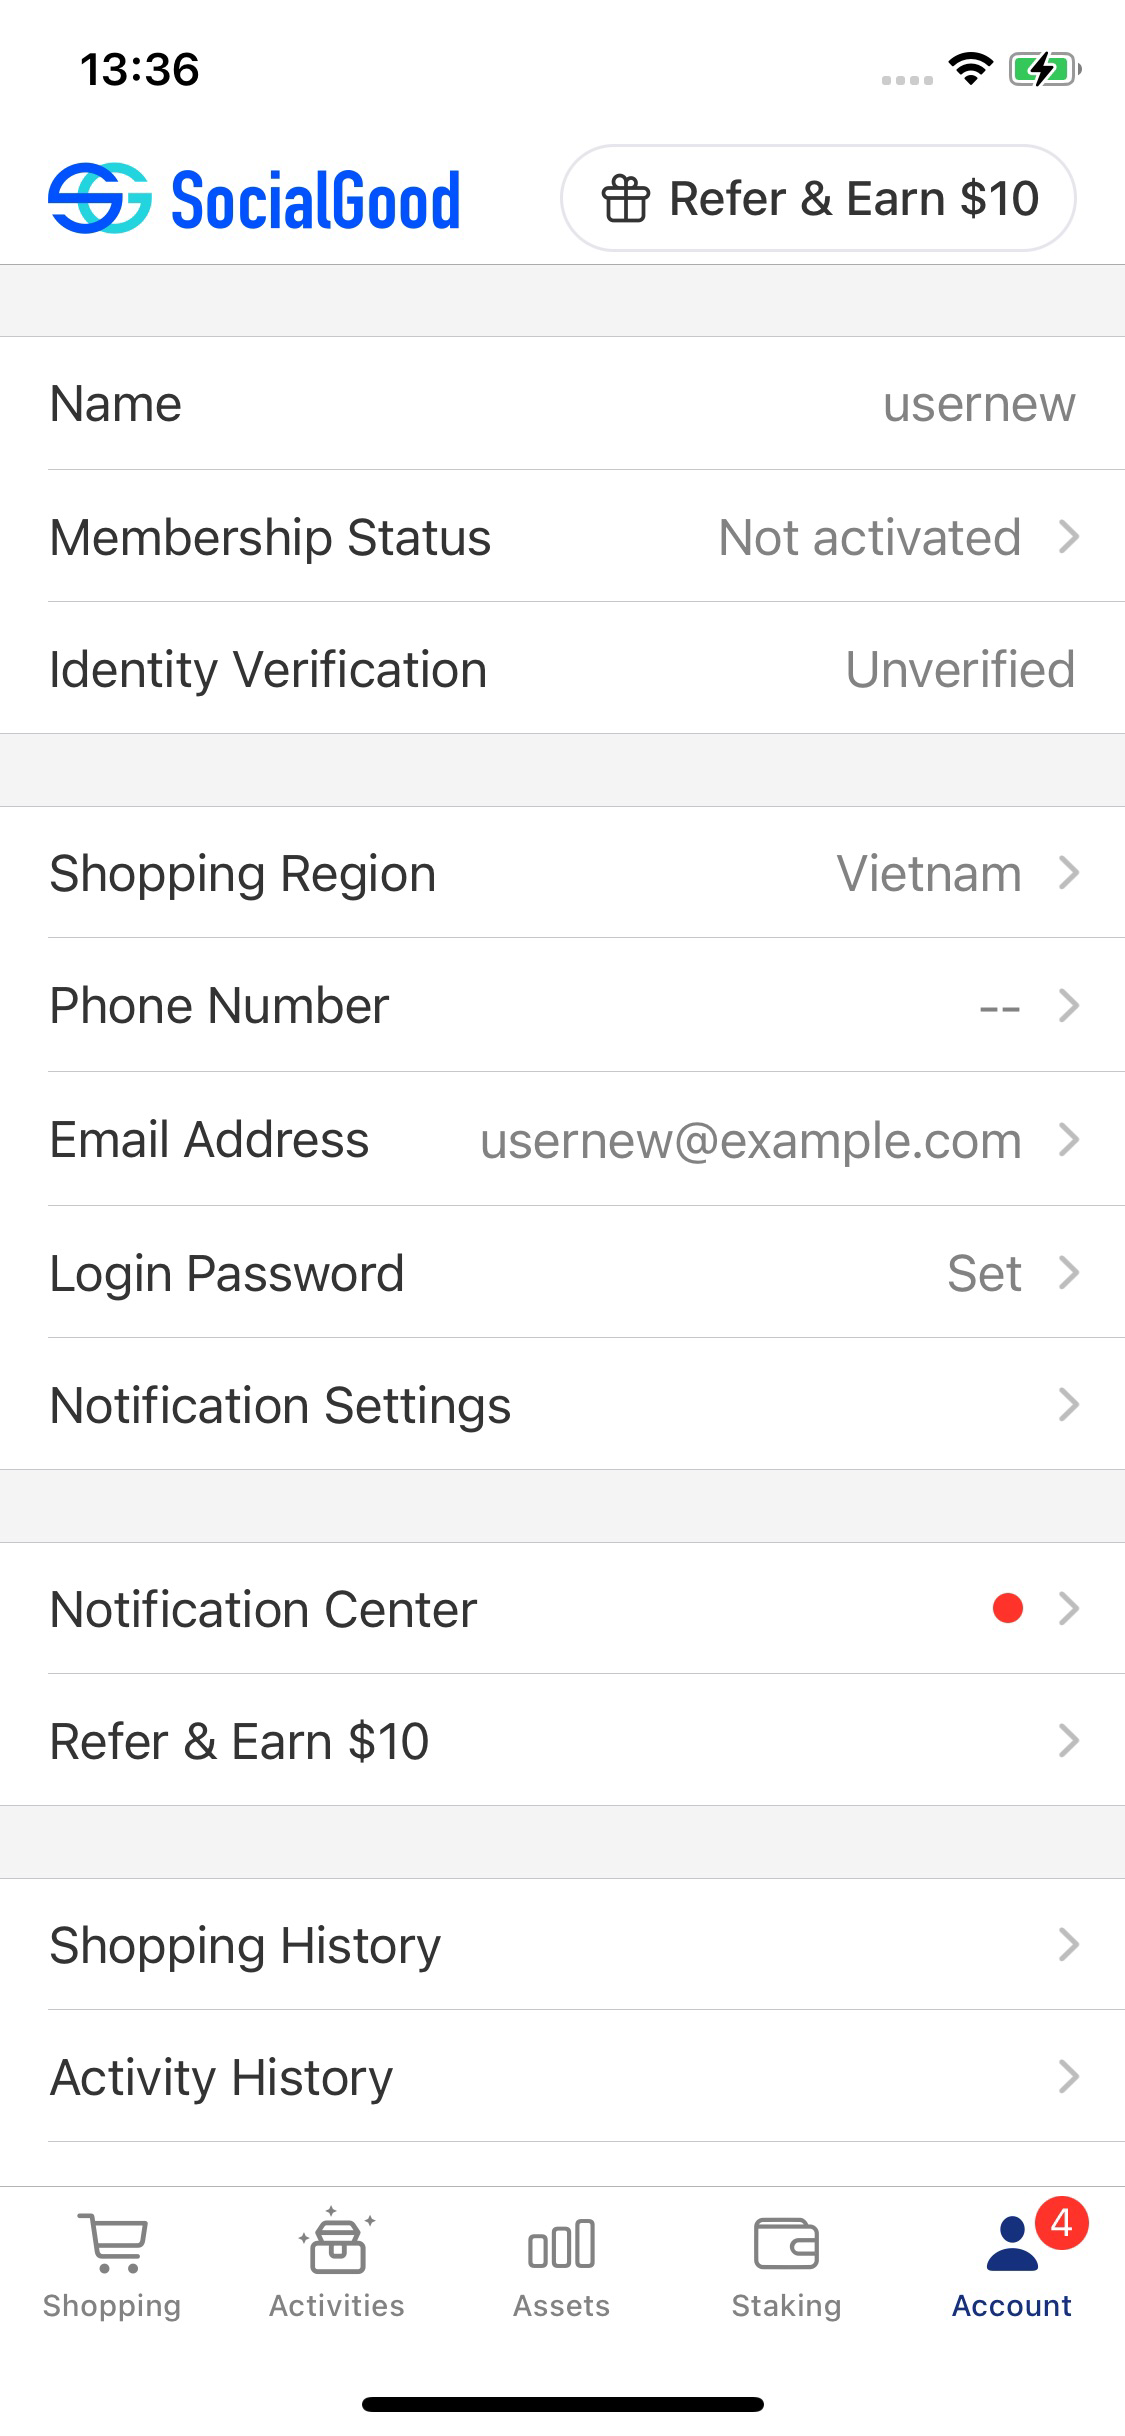 13:36
SocialGood
Refer & Earn $10
Name usernew
Membership Status Not activated
Identity Verification Unverified
Shopping Region Vietnam
Phone Number --
Email Address usernew@example.com
Login Password Set
Notification Settings
Notification Center
Refer & Earn $10
Shopping History
Activity History
4
Shopping Activities Assets Staking Account